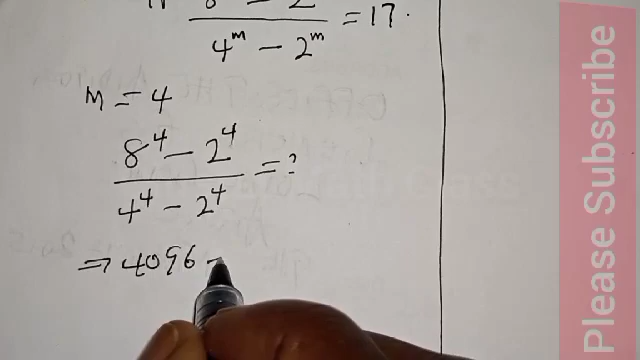 = 17.
4^m - 2^m
M = 4
8^4 - 2^4
= ?
4^4 - 2^4
⇒ 4096 -
Please Subscribe